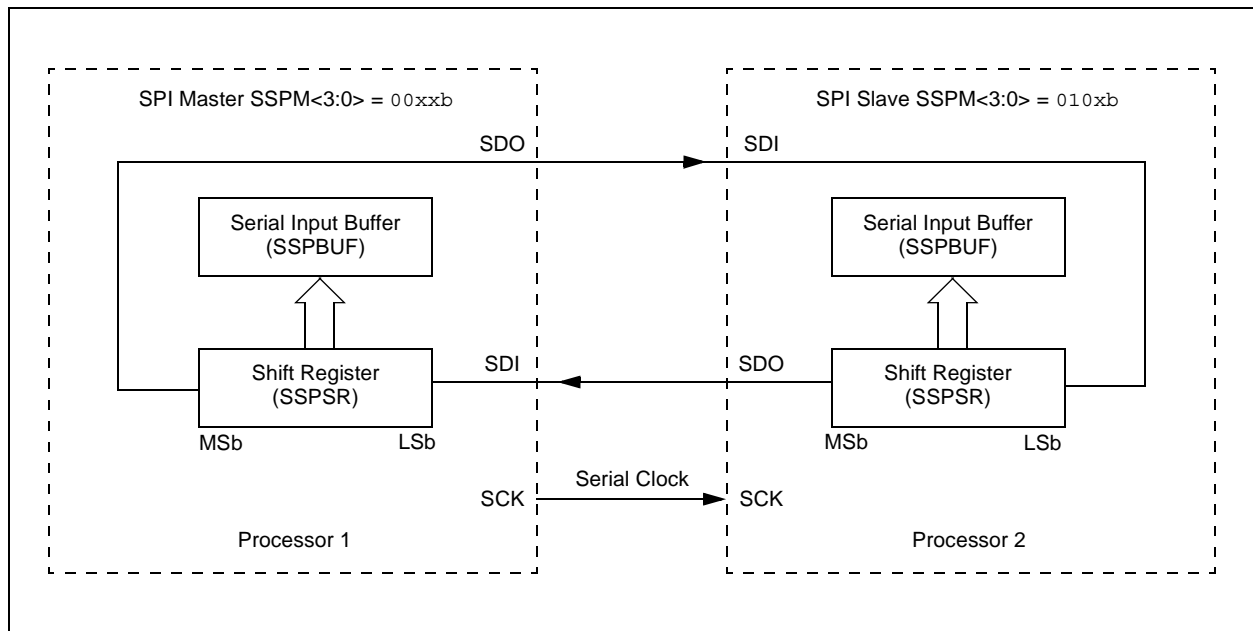 SPI Master SSPM<3:0> = 00xxb
SDO
Serial Input Buffer
(SSPBUF)
Shift Register
(SSPSR)
MSb
LSb
SDI
SCK
Processor 1
Serial Clock
SPI Slave SSPM<3:0> = 010xb
SDI
Serial Input Buffer
(SSPBUF)
SDO
Shift Register
(SSPSR)
MSb
LSb
SCK
Processor 2